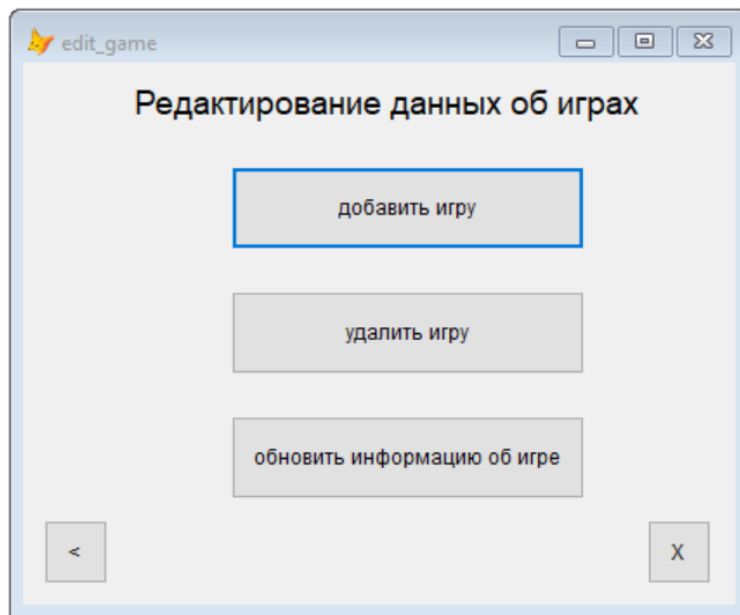 edit_game
Редактирование данных об играх
добавить игру
удалить игру
обновить информацию об игре
<
X